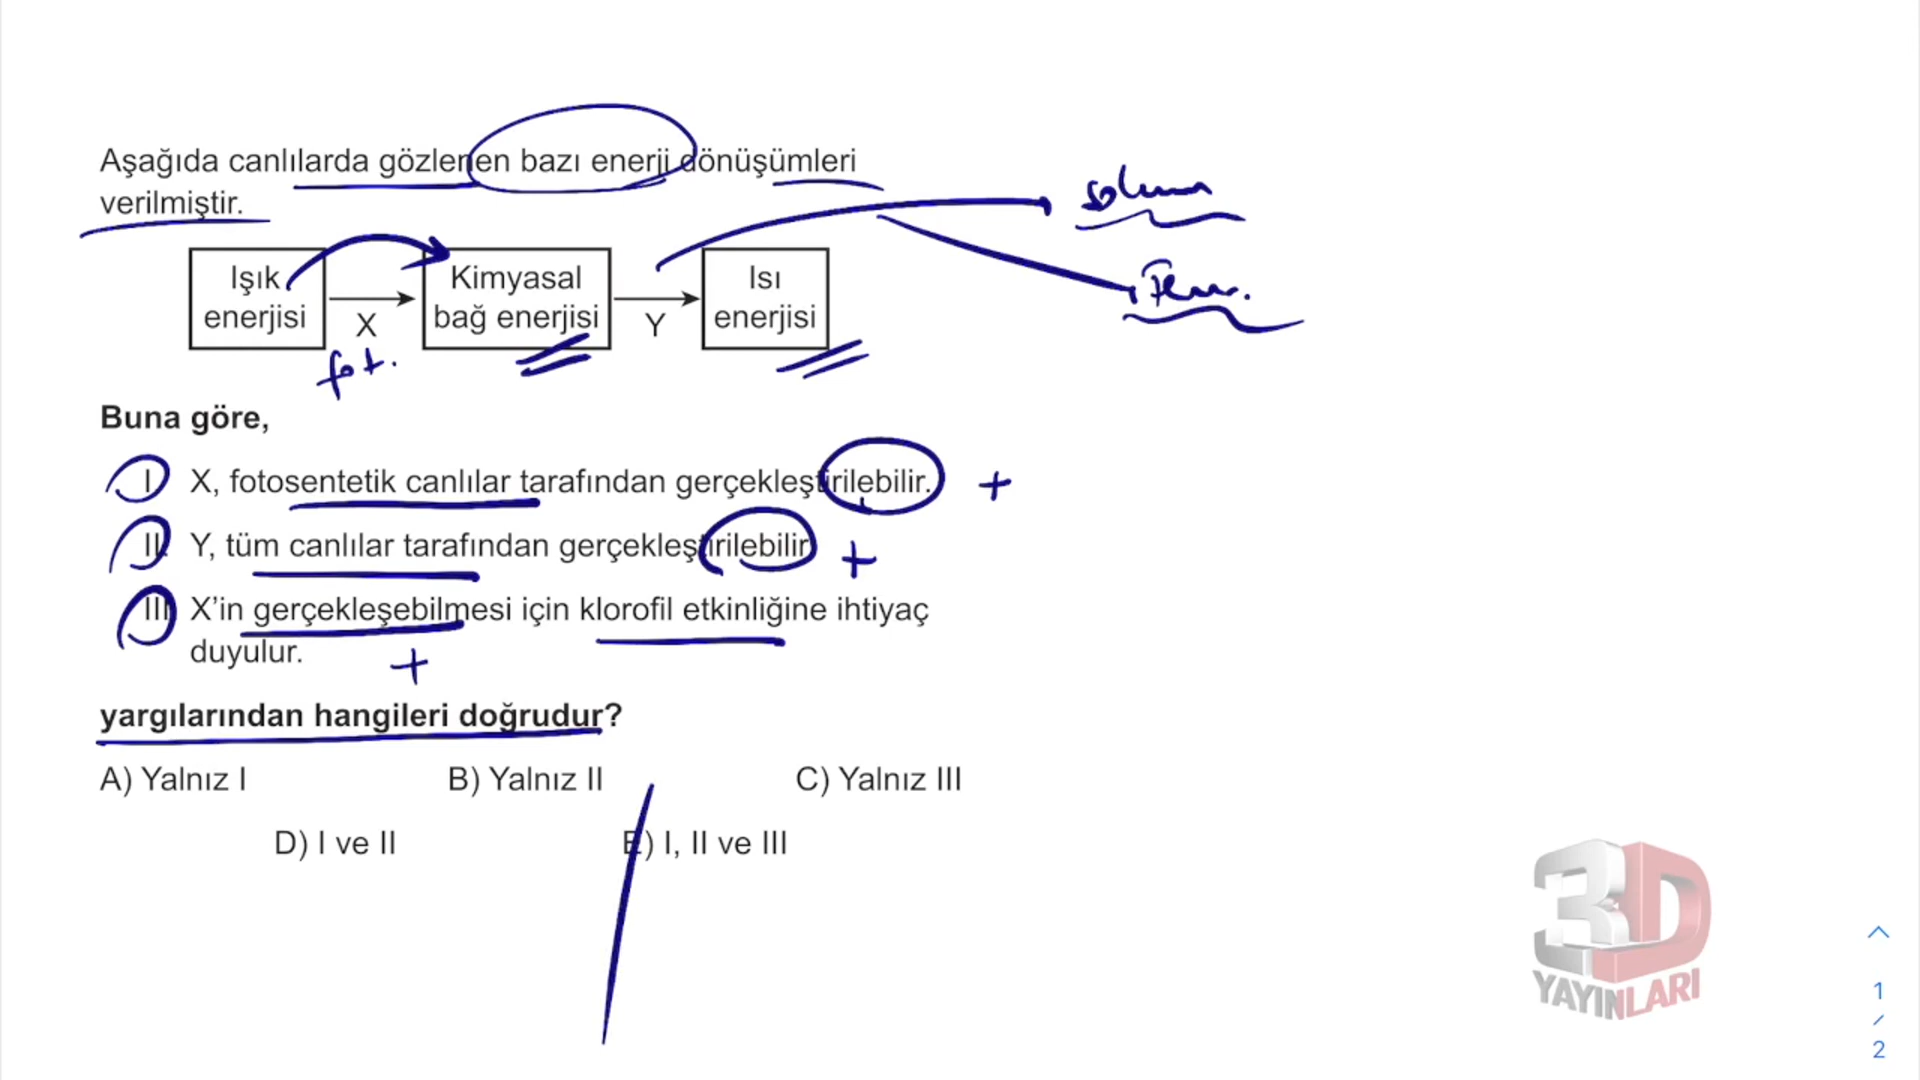 Aşağıda canlılarda gözlenen bazı enerji dönüşümleri
verilmiştir.
Işık
enerjisi
X
Kimyasal
bağ enerjisi
Y
Isı
enerjisi
fot.
Buna göre,
I. X, fotosentetik canlılar tarafından gerçekleştirilebilir. +
II. Y, tüm canlılar tarafından gerçekleştirilebilir. +
III. X’in gerçekleşebilmesi için klorofil etkinliğine ihtiyaç
duyulur. +
yargılarından hangileri doğrudur?
A) Yalnız I B) Yalnız II C) Yalnız III
D) I ve II E) I, II ve III
3D
YAYINLARI
1
/
2